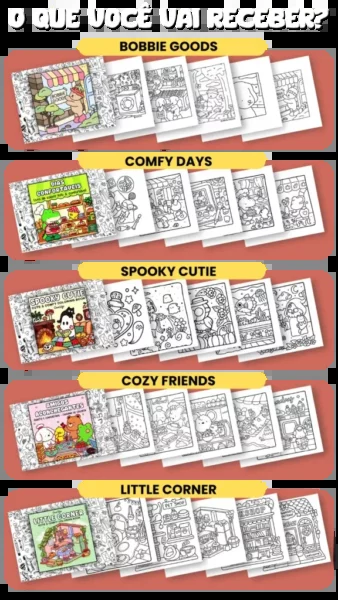 O QUE VOCÊ VAI RECEBER?
BOBBIE GOODS
COMFY DAYS
DIAS
CONFORTÁVEIS
SPOOKY CUTIE
SPOOKY CUTIE
COZY FRIENDS
AMIGOS
ACONCHEGANTES
LITTLE CORNER
LITTLE CORNER